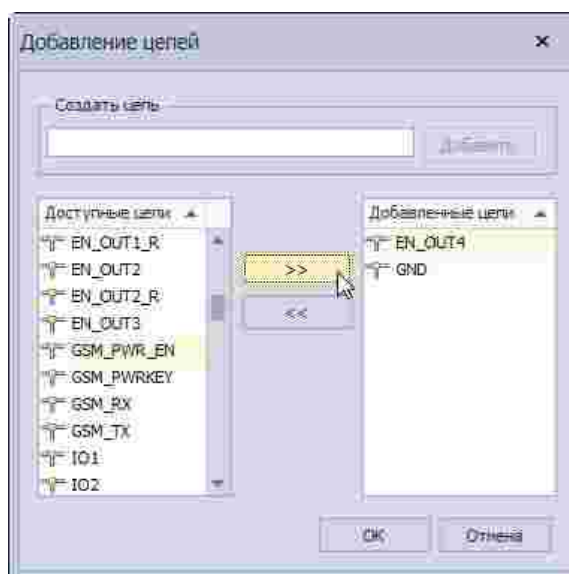 Добавление цепей
Создать цепь
Добавить
Доступные цепи
EN_OUT1_R
EN_OUT2
EN_OUT2_R
EN_OUT3
GSM_PWR_EN
GSM_PWRKEY
GSM_RX
GSM_TX
IO1
IO2
>>
<<
Добавленные цепи
EN_OUT4
GND
OK
Отмена